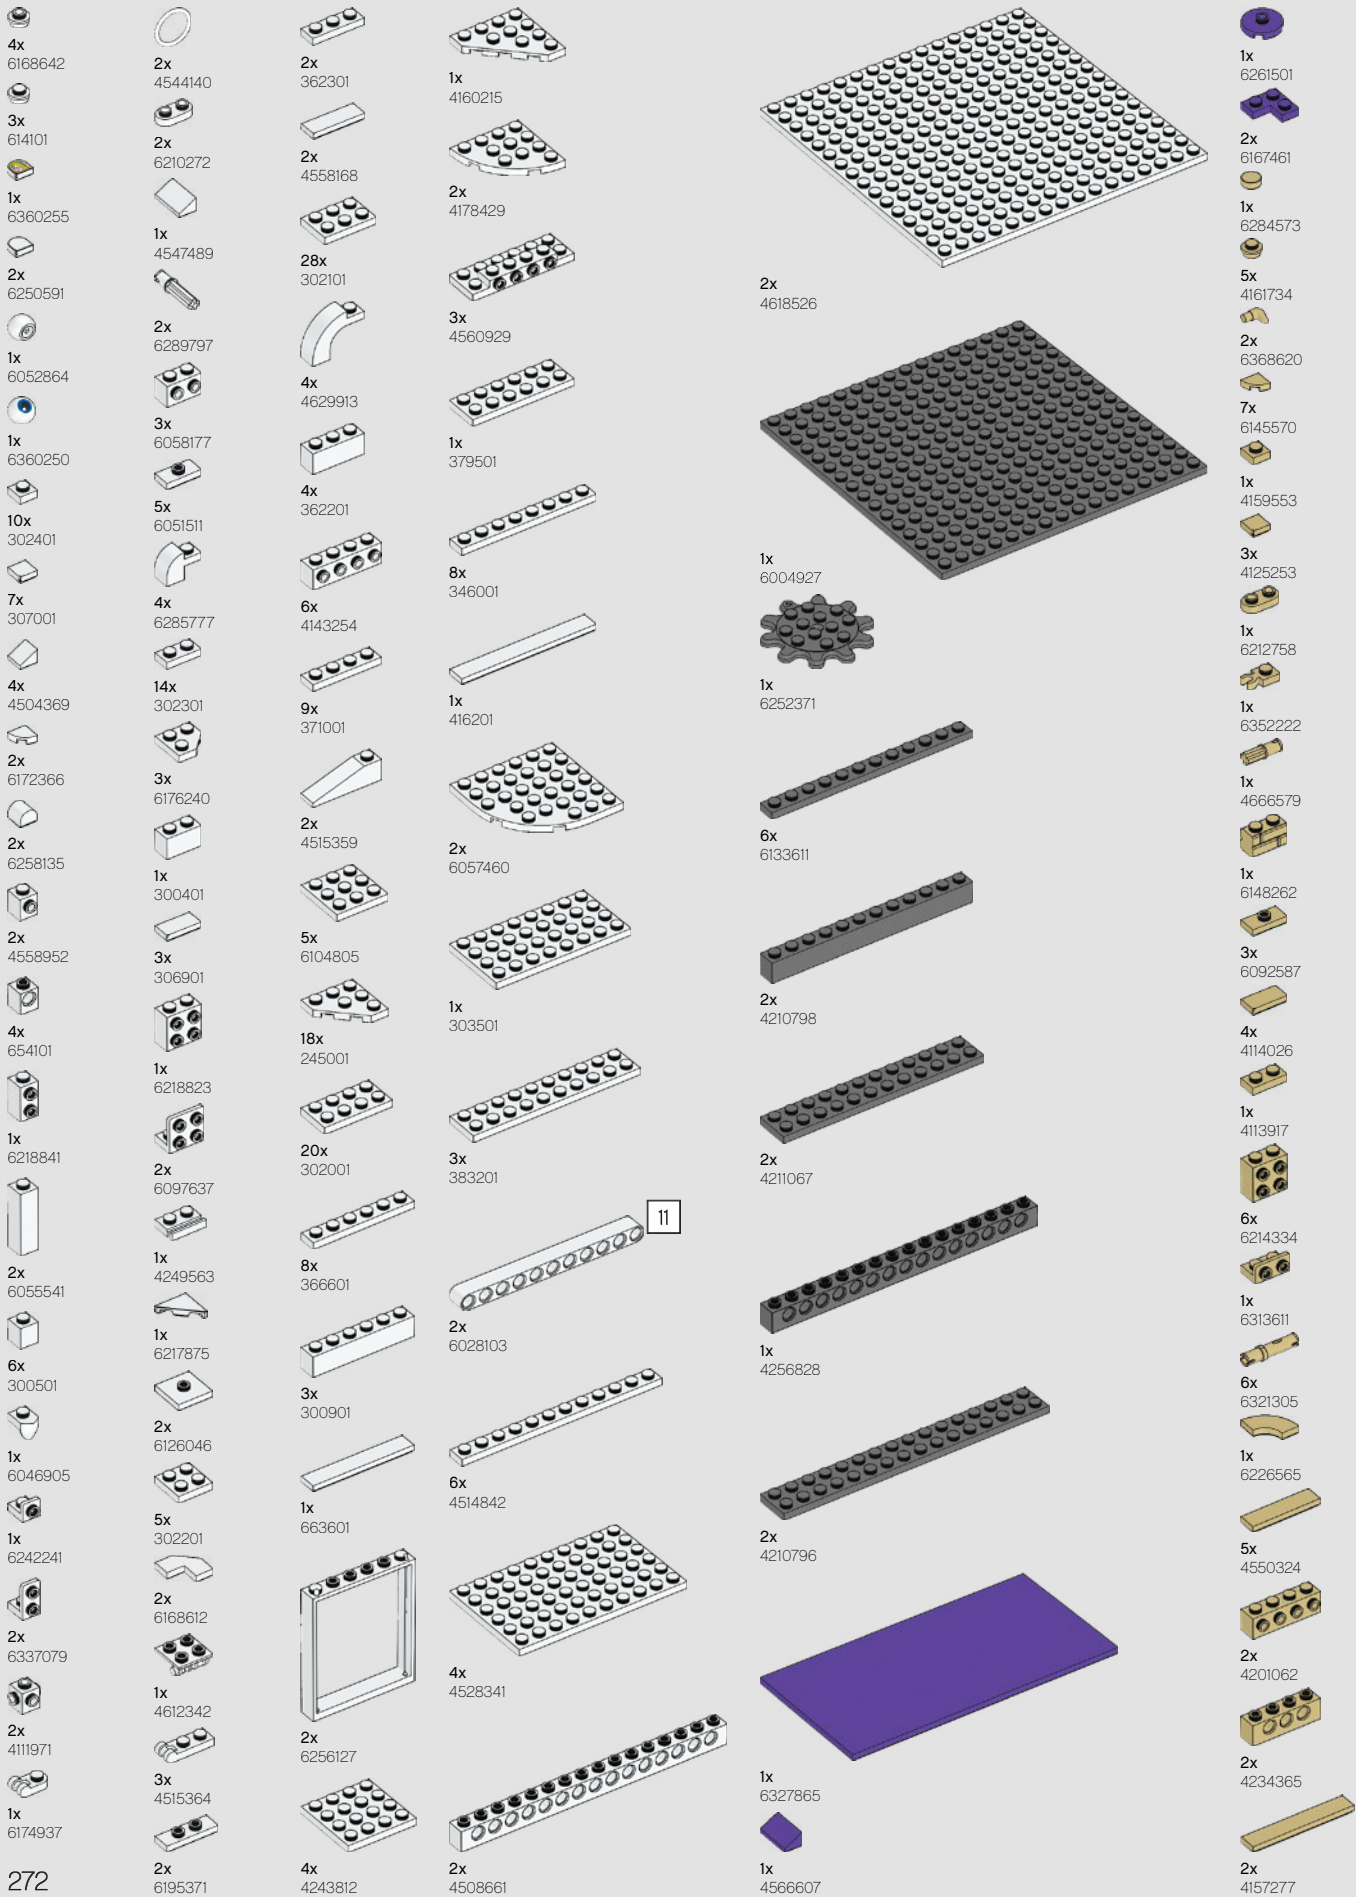 4x
6168642
3x
614101
1x
6360255
2x
6250591
1x
6052864
1x
6360250
10x
302401
7x
307001
4x
4504369
2x
6172366
2x
6258135
2x
4558952
4x
654101
1x
6218841
2x
6055541
6x
300501
1x
6046905
1x
6242241
2x
6337079
2x
4111971
1x
6174937
272
2x
4544140
2x
6210272
1x
4547489
2x
6289797
3x
6058177
5x
6051511
4x
6285777
14x
302301
3x
6176240
1x
300401
3x
306901
1x
6218823
2x
6097637
1x
4249563
1x
6217875
2x
6126046
5x
302201
2x
6168612
1x
4612342
3x
4515364
2x
6195371
2x
362301
2x
4558168
28x
302101
4x
4629913
4x
362201
6x
4143254
9x
371001
2x
4515359
5x
6104805
18x
245001
20x
302001
8x
366601
3x
300901
1x
663601
2x
6256127
4x
4243812
1x
4160215
2x
4178429
3x
4560929
1x
379501
8x
346001
1x
416201
2x
6057460
1x
303501
3x
383201
11
2x
6028103
6x
4514842
4x
4528341
2x
4508661
2x
4618526
1x
6004927
1x
6252371
6x
6133611
2x
4210798
2x
4211067
1x
4256828
2x
4210796
1x
6327865
1x
4566607
1x
6261501
2x
6167461
1x
6284573
5x
4161734
2x
6368620
7x
6145570
1x
4159553
3x
4125253
1x
6212758
1x
6352222
1x
4666579
1x
6148262
3x
6092587
4x
4114026
1x
4113917
6x
6214334
1x
6313611
6x
6321305
1x
6226565
5x
4550324
2x
4201062
2x
4234365
2x
4157277